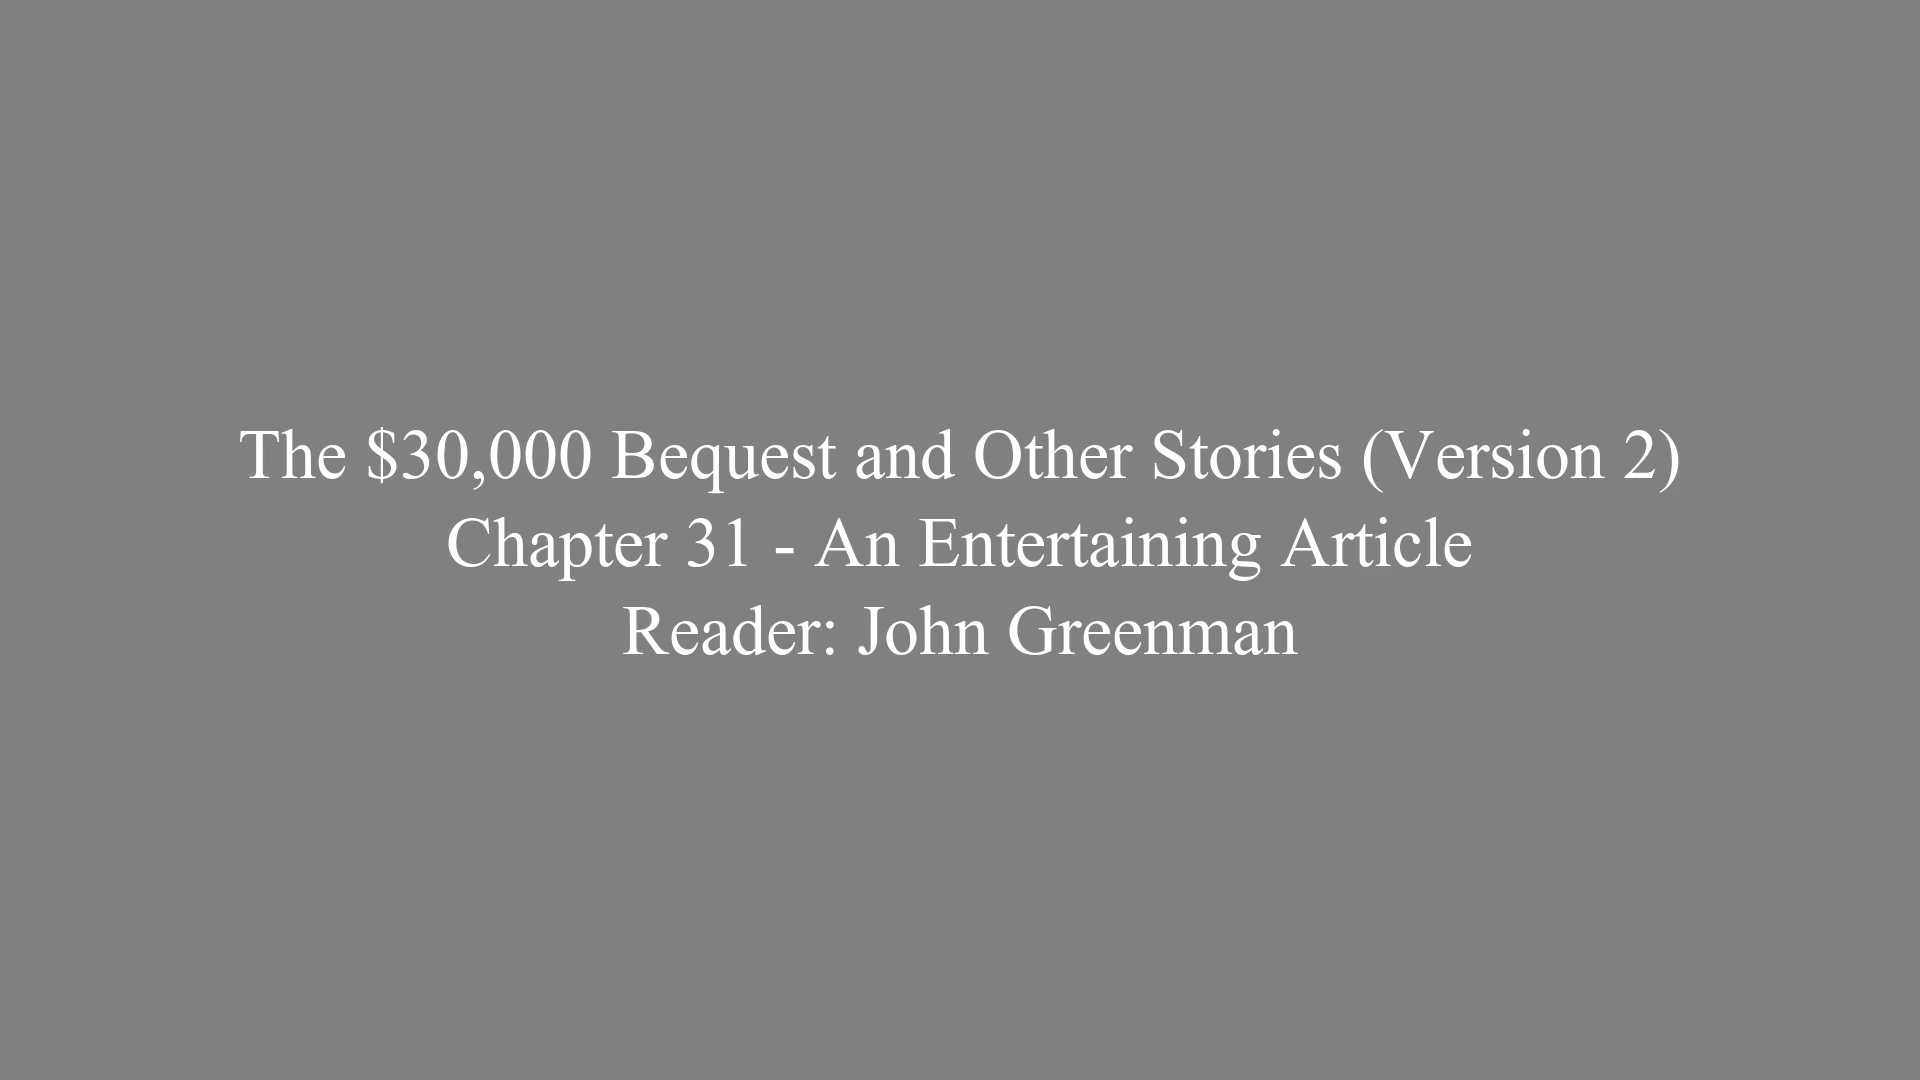 The $30,000 Bequest and Other Stories (Version 2)
Chapter 31 - An Entertaining Article
Reader: John Greenman